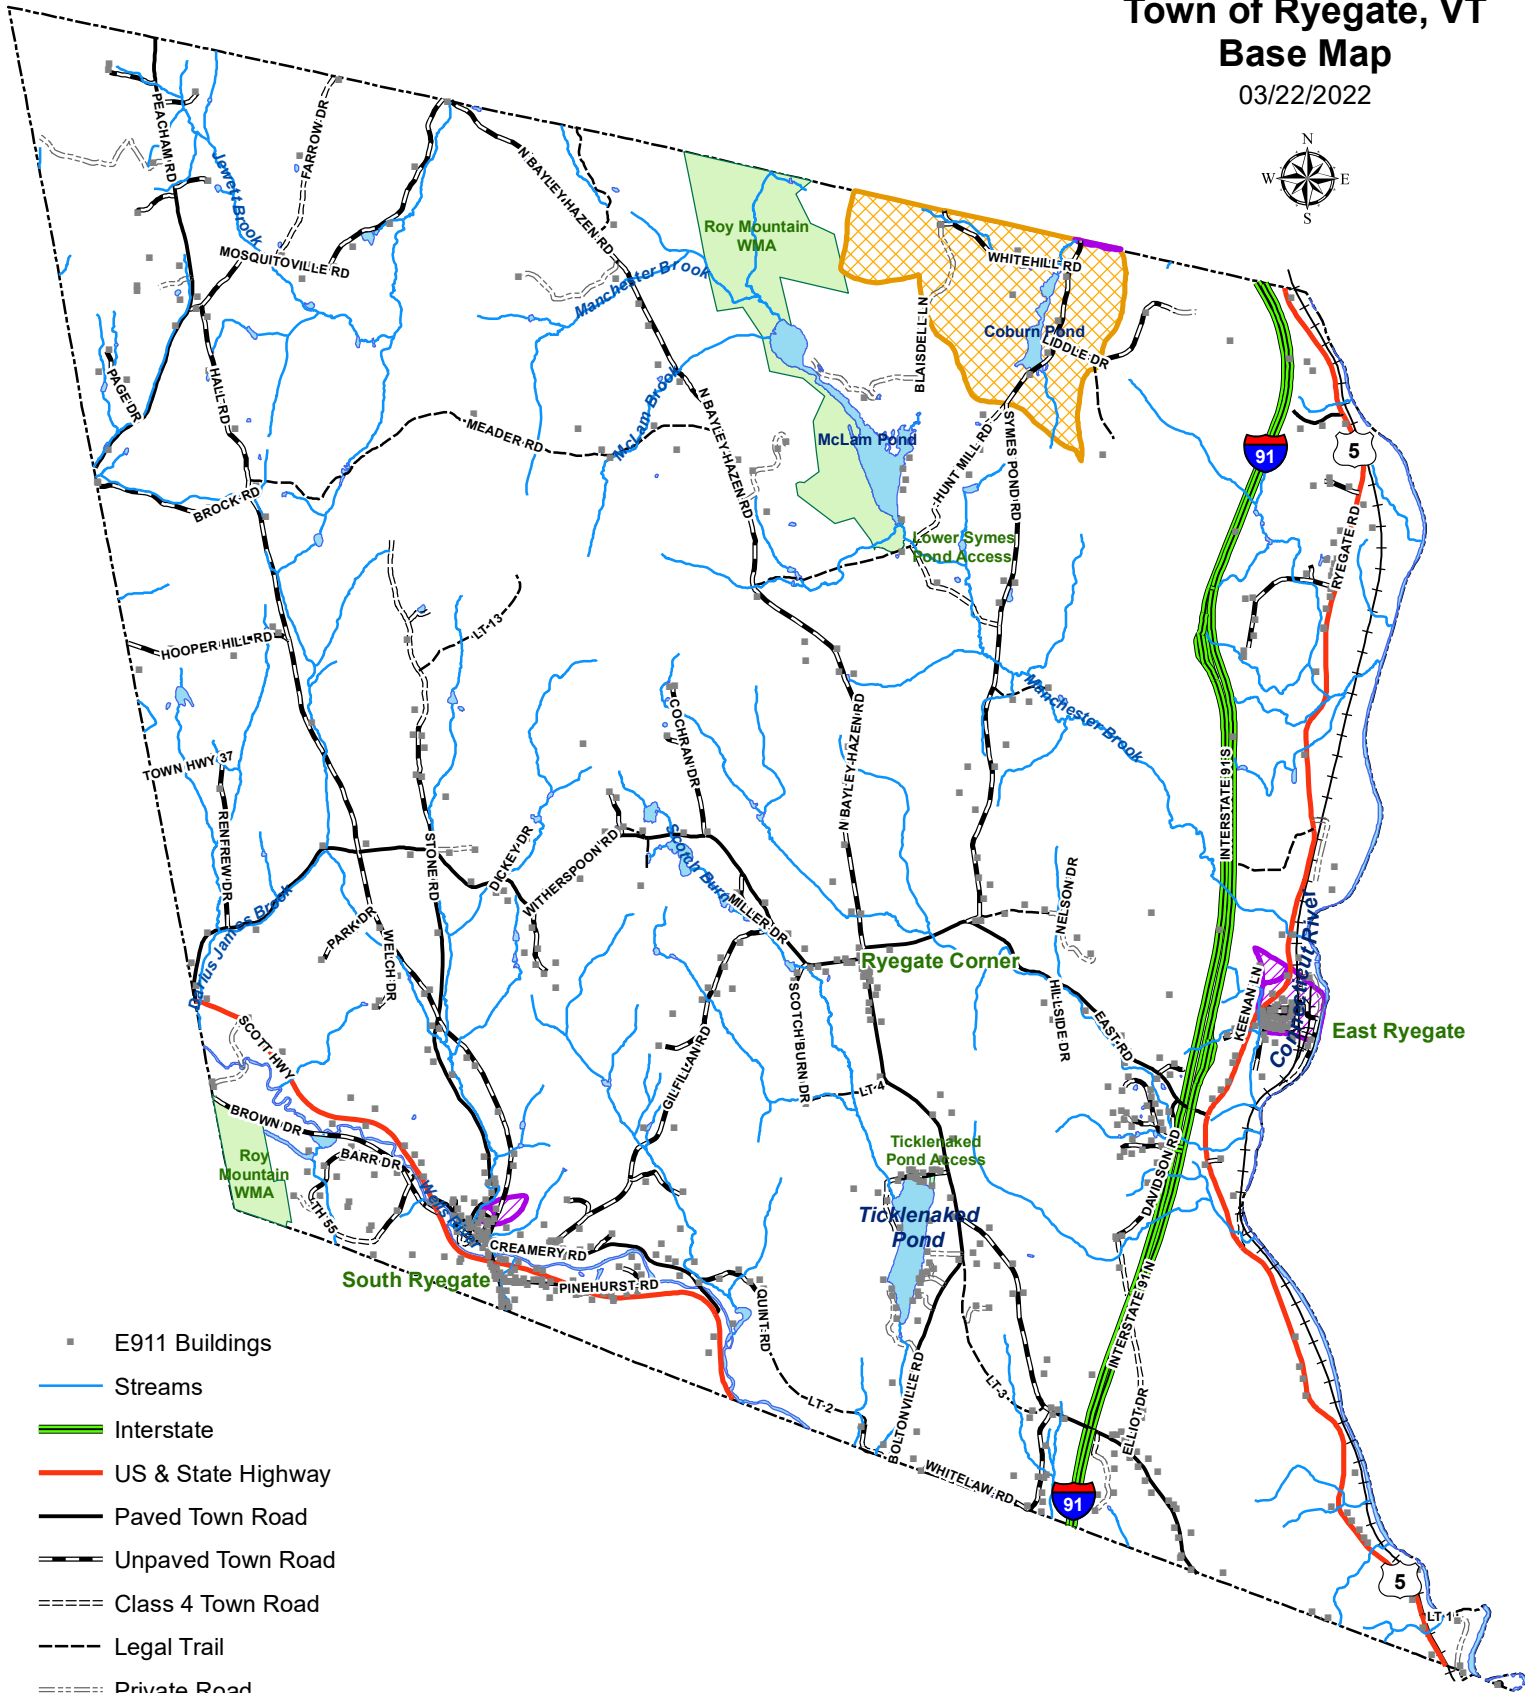 Town of Ryegate, VT
Base Map
03/22/2022
N
W
E
S
PEACHAM RD
FARROW DR
Jewett Brook
MOSQUITOVILLE RD
N BAYLEY-HAZEN RD
Roy Mountain
WMA
Manchester Brook
WHITEHILL RD
BLAISDELL LN
Coburn Pond
LIDDLE DR
PAGE DR
HALL RD
MEADER RD
McLam Brook
N BAYLEY-HAZEN RD
McLam Pond
HUNT MILL RD
SYMES POND RD
91
5
BROCK RD
Lower Symes
Pond Access
RYEGATE RD
LT-13
HOOPER HILL RD
COCHRAN DR
N BAYLEY-HAZEN RD
Manchester Brook
TOWN HWY 37
RENFREW DR
STONE RD
DICKEY DR
WITHERSPOON RD
Scotch Burn
MILLER DR
INTERSTATE 91 S
NELSON DR
Darius James Brook
PARK DR
WELCH DR
Ryegate Corner
SCOTCH BURN DR
HILLSIDE DR
EAST RD
KEENAN LN
Connecticut River
East Ryegate
SCOTT HWY
GILFILLAN RD
LT-4
BROWN DR
BARR DR
Roy
Mountain
WMA
TH 55
Ticklenaked
Pond Access
DAVIDSON RD
Ticklenaked
Pond
CREAMERY RD
South Ryegate
PINEHURST RD
QUINT RD
INTERSTATE 91 N
BOLTONVILLE RD
LT-3
LT-2
ELLIOT DR
WHITELAW RD
91
5
LT 1
E911 Buildings
Streams
Interstate
US & State Highway
Paved Town Road
Unpaved Town Road
Class 4 Town Road
Legal Trail
Private Road